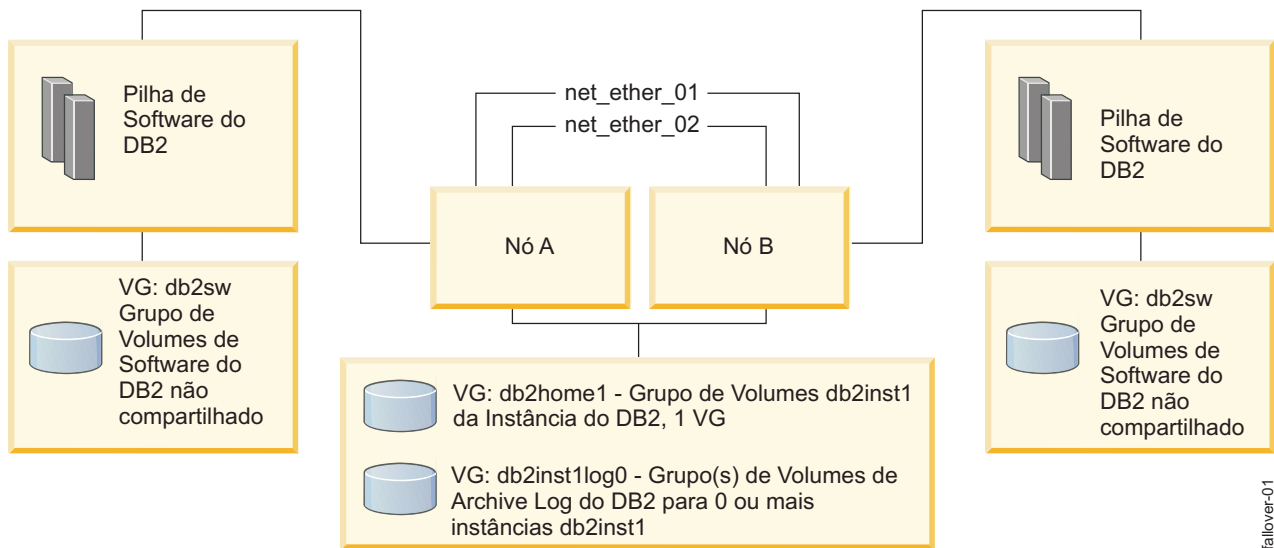 Pilha de
Software do
DB2
VG: db2sw
Grupo de
Volumes de
Software do
DB2 não
compartilhado
net_ether_01
net_ether_02
Nó A
Nó B
VG: db2home1 - Grupo de Volumes db2inst1
da Instância do DB2, 1 VG
VG: db2inst1log0 - Grupo(s) de Volumes de
Archive Log do DB2 para 0 ou mais
instâncias db2inst1
Pilha de
Software do
DB2
VG: db2sw
Grupo de
Volumes de
Software do
DB2 não
compartilhado
fallover-01